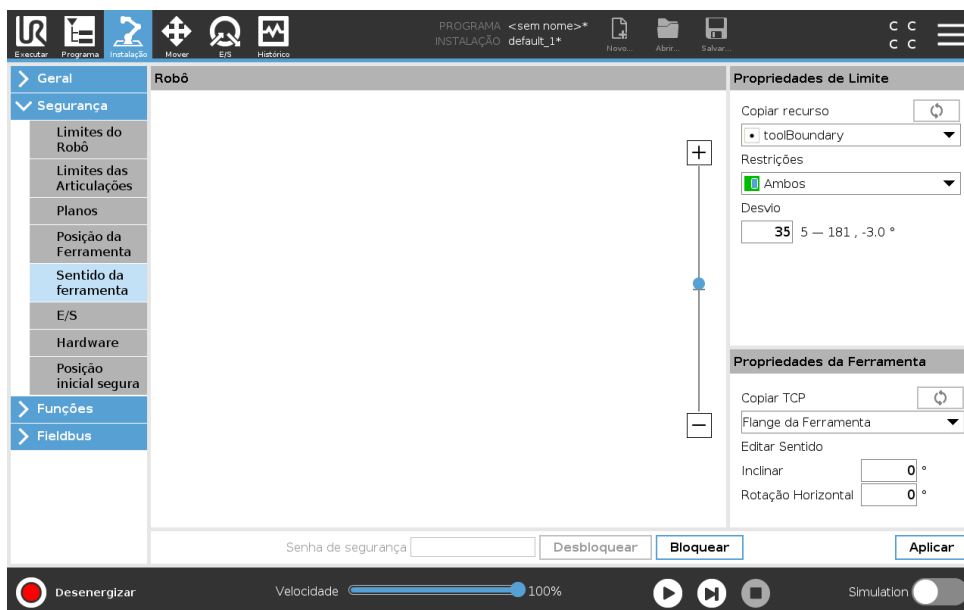 PROGRAMA <sem nome>*
INSTALAÇÃO default_1*
Executar Programa Instalação Mover E/S Histórico Novo... Abrir... Salvar...
C C
C C
Geral
Segurança
Limites do
Robô
Limites das
Articulações
Planos
Posição da
Ferramenta
Sentido da
ferramenta
E/S
Hardware
Posição
inicial segura
Funções
Fieldbus
Robô
Propriedades de Limite
Copiar recurso
toolBoundary
Restrições
Ambos
Desvio
35 5 — 181 , -3.0 °
Propriedades da Ferramenta
Copiar TCP
Flange da Ferramenta
Editar Sentido
Inclinar 0 °
Rotação Horizontal 0 °
Senha de segurança Desbloquear Bloquear Aplicar
Desenergizar Velocidade 100% Simulation